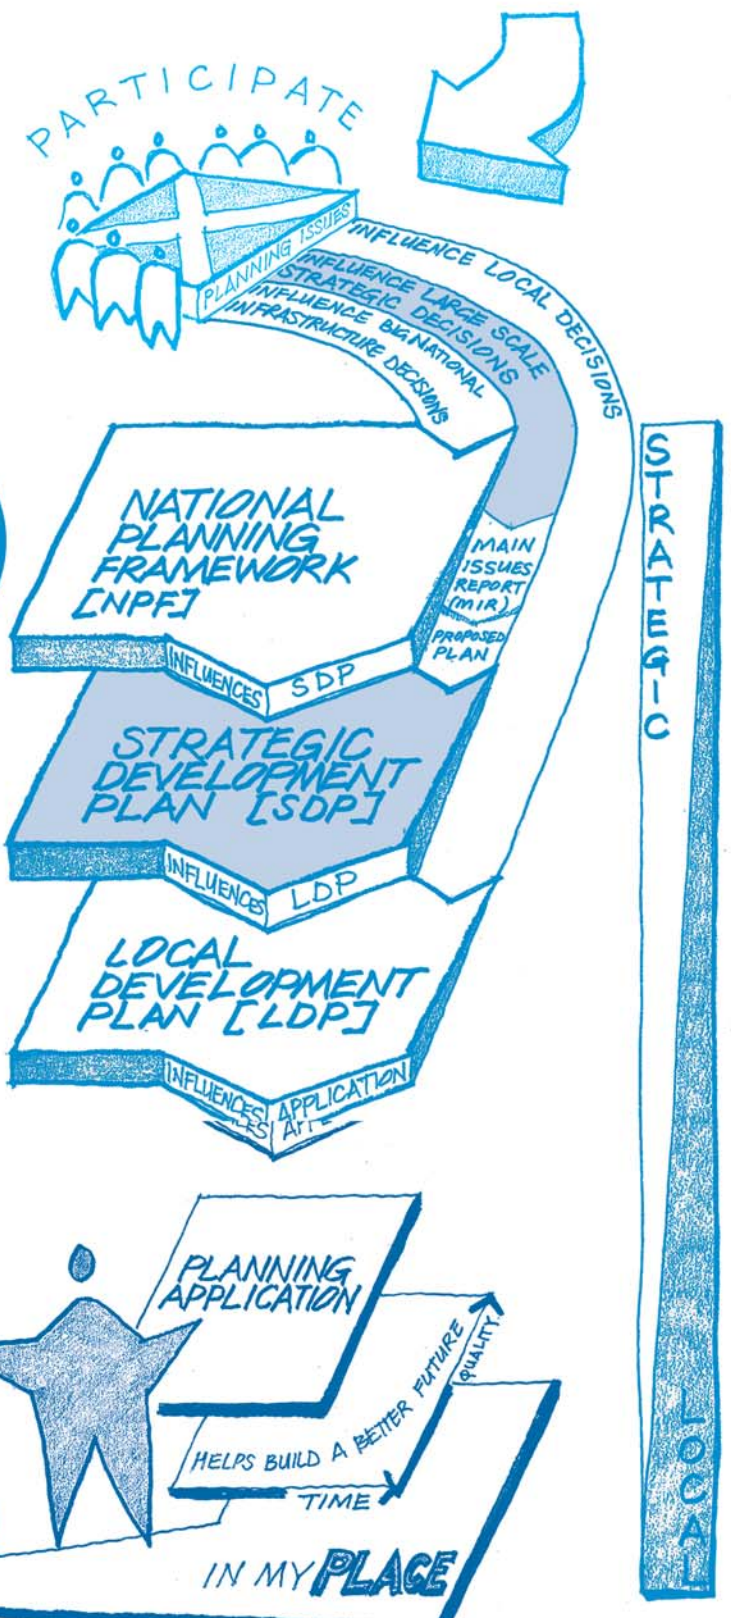 PARTICIPATE
PLANNING ISSUES
INFLUENCE LOCAL DECISIONS
INFLUENCE LARGE SCALE
STRATEGIC DECISIONS
INFLUENCE BIG NATIONAL
INFRASTRUCTURE DECISIONS
STRATEGIC
NATIONAL
PLANNING
FRAMEWORK
[NPF]
MAIN
ISSUES
REPORT
(MIR)
PROPOSED
PLAN
INFLUENCES SDP
STRATEGIC
DEVELOPMENT
PLAN [SDP]
INFLUENCES LDP
LOCAL
DEVELOPMENT
PLAN [LDP]
INFLUENCES APPLICATION
PLANNING
APPLICATION
HELPS BUILD A BETTER FUTURE
QUALITY
TIME
IN MY PLACE
LOCAL